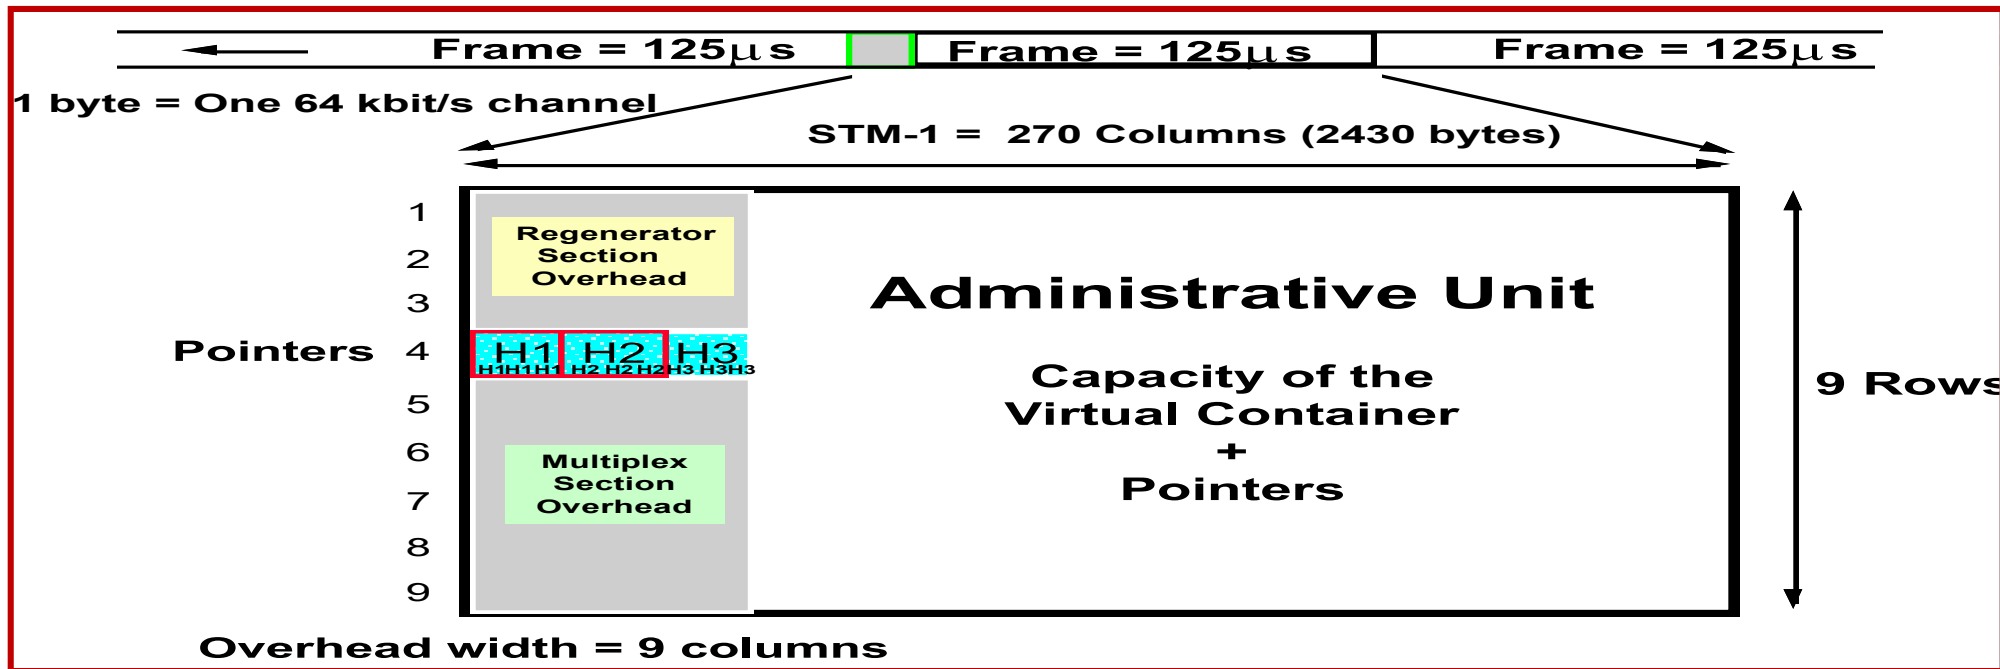 Frame = 125μs Frame = 125μs Frame = 125μs
1 byte = One 64 kbit/s channel
STM-1 = 270 Columns (2430 bytes)
1
Regenerator
Section
Overhead
2
3
Administrative Unit
Pointers 4 H1 H2 H3
H1H1H1 H2 H2 H2 H3 H3H3
Capacity of the
Virtual Container
+
Pointers
9 Rows
5
6
Multiplex
Section
Overhead
7
8
9
Overhead width = 9 columns